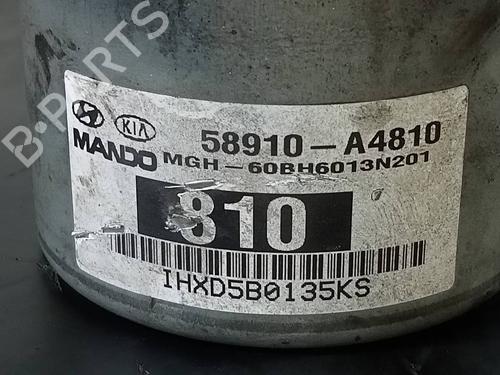 B-PARTS
KIA 58910-A4810
MANDO MGH-60BH6013N201
810
IHXD5B0135KS